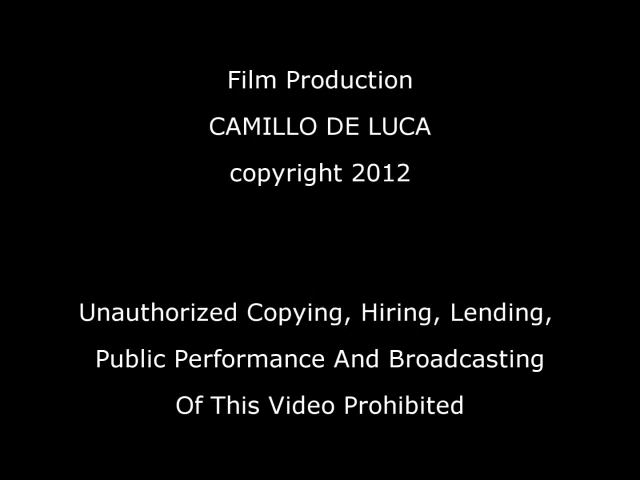 Film Production
CAMILLO DE LUCA
copyright 2012
Unauthorized Copying, Hiring, Lending,
Public Performance And Broadcasting
Of This Video Prohibited